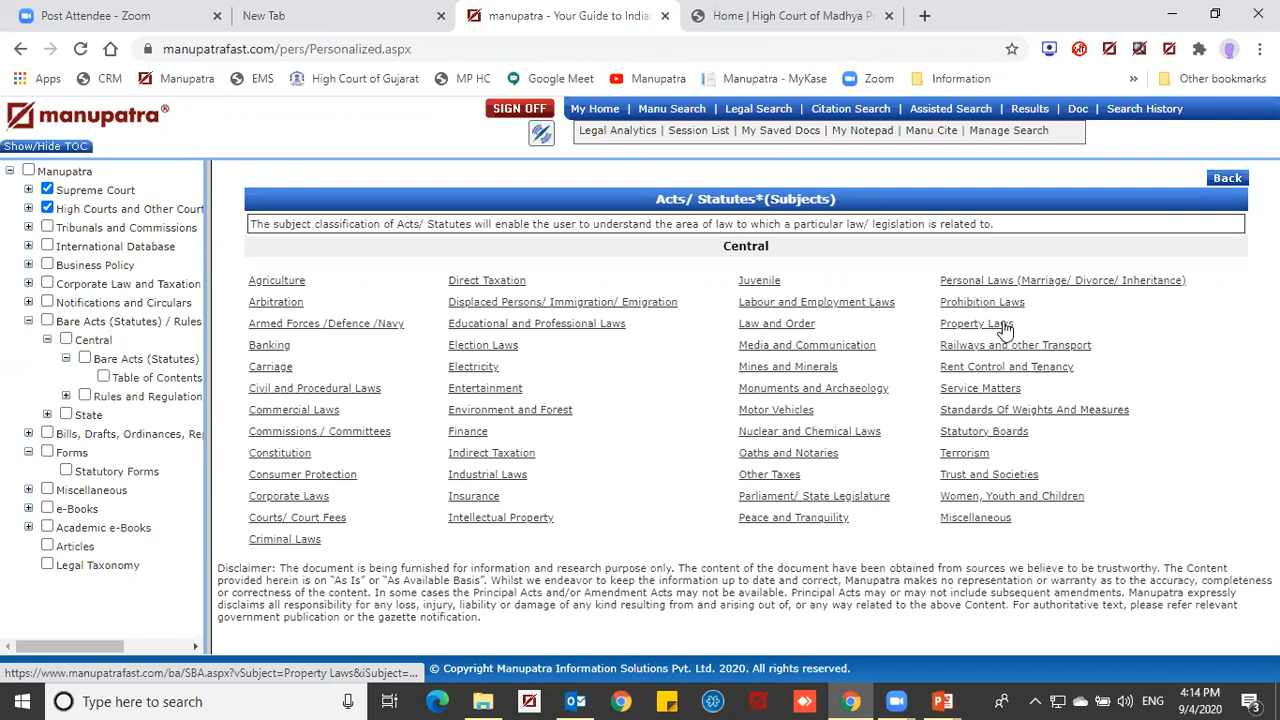 Post Attendee - Zoom
New Tab
manupatra - Your Guide to India
Home | High Court of Madhya Pr
manupatrafast.com/pers/Personalized.aspx
Apps
CRM
Manupatra
EMS
High Court of Gujarat
MP HC
Google Meet
Manupatra
Manupatra - MyKase
Zoom
Information
»
Other bookmarks
manupatra®
SIGN OFF
My Home | Manu Search | Legal Search | Citation Search | Assisted Search | Results | Doc | Search History
Legal Analytics | Session List | My Saved Docs | My Notepad | Manu Cite | Manage Search
Show/Hide TOC
Manupatra
Supreme Court
High Courts and Other Court
Tribunals and Commissions
International Database
Business Policy
Corporate Law and Taxation
Notifications and Circulars
Bare Acts (Statutes) / Rules
Central
Bare Acts (Statutes)
Table of Contents
Rules and Regulation
State
Bills, Drafts, Ordinances, Re
Forms
Statutory Forms
Miscellaneous
e-Books
Academic e-Books
Articles
Legal Taxonomy
Back
Acts/ Statutes*(Subjects)
The subject classification of Acts/ Statutes will enable the user to understand the area of law to which a particular law/ legislation is related to.
Central
Agriculture
Arbitration
Armed Forces /Defence /Navy
Banking
Carriage
Civil and Procedural Laws
Commercial Laws
Commissions / Committees
Constitution
Consumer Protection
Corporate Laws
Courts/ Court Fees
Criminal Laws
Direct Taxation
Displaced Persons/ Immigration/ Emigration
Educational and Professional Laws
Election Laws
Electricity
Entertainment
Environment and Forest
Finance
Indirect Taxation
Industrial Laws
Insurance
Intellectual Property
Juvenile
Labour and Employment Laws
Law and Order
Media and Communication
Mines and Minerals
Monuments and Archaeology
Motor Vehicles
Nuclear and Chemical Laws
Oaths and Notaries
Other Taxes
Parliament/ State Legislature
Peace and Tranquility
Personal Laws (Marriage/ Divorce/ Inheritance)
Prohibition Laws
Property Laws
Railways and other Transport
Rent Control and Tenancy
Service Matters
Standards Of Weights And Measures
Statutory Boards
Terrorism
Trust and Societies
Women, Youth and Children
Miscellaneous
Disclaimer: The document is being furnished for information and research purpose only. The content of the document have been obtained from sources we believe to be trustworthy. The Content
provided herein is on “As Is” or “As Available Basis”. Whilst we endeavor to keep the information up to date and correct, Manupatra makes no representation or warranty as to the accuracy, completeness
or correctness of the content. In some cases the Principal Acts and/or Amendment Acts may not be available. Principal Acts may or may not include subsequent amendments. Manupatra expressly
disclaims all responsibility for any loss, injury, liability or damage of any kind resulting from and arising out of, or any way related to the above Content. For authoritative text, please refer relevant
government publication or the gazette notification.
https://www.manupatrafast.com/ba/SBA.aspx?vSubject=Property Laws&iSubject=...
© Copyright Manupatra Information Solutions Pvt. Ltd. 2020. All rights reserved.
Type here to search
ENG
4:14 PM
9/4/2020
3